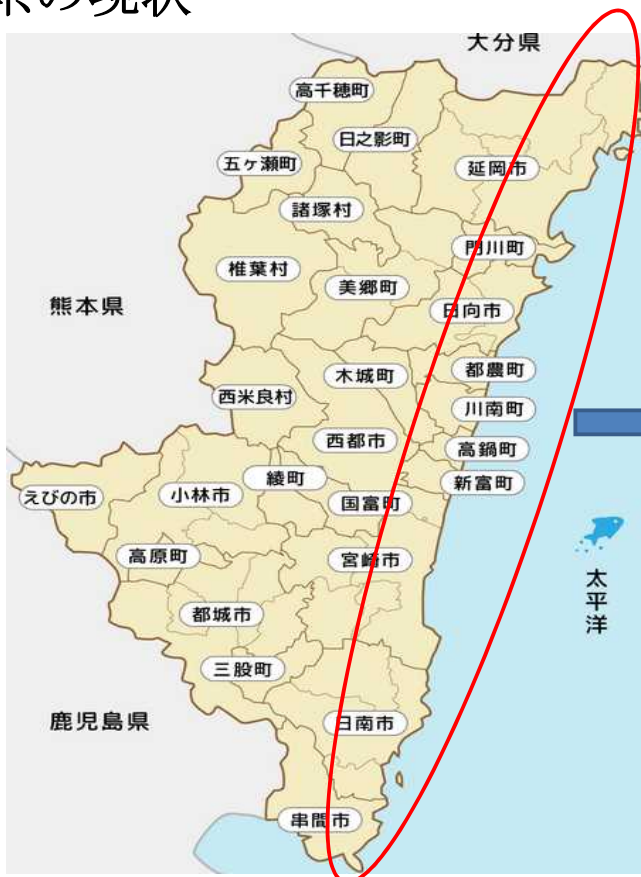 の現状
大分県
高千穂町
日之影町
五ヶ瀬町
延岡市
諸塚村
門川町
椎葉村
美郷町
熊本県
日向市
木城町
都農町
西米良村
川南町
西都市
高鍋町
綾町
新富町
えびの市
小林市
国富町
高原町
宮崎市
太平洋
都城市
三股町
鹿児島県
日南市
串間市